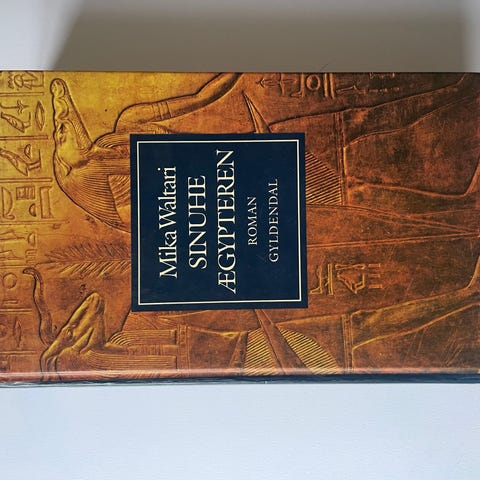 Mika Waltari
SINUHE
ÆGYPTEREN
ROMAN
GYLDENDAL